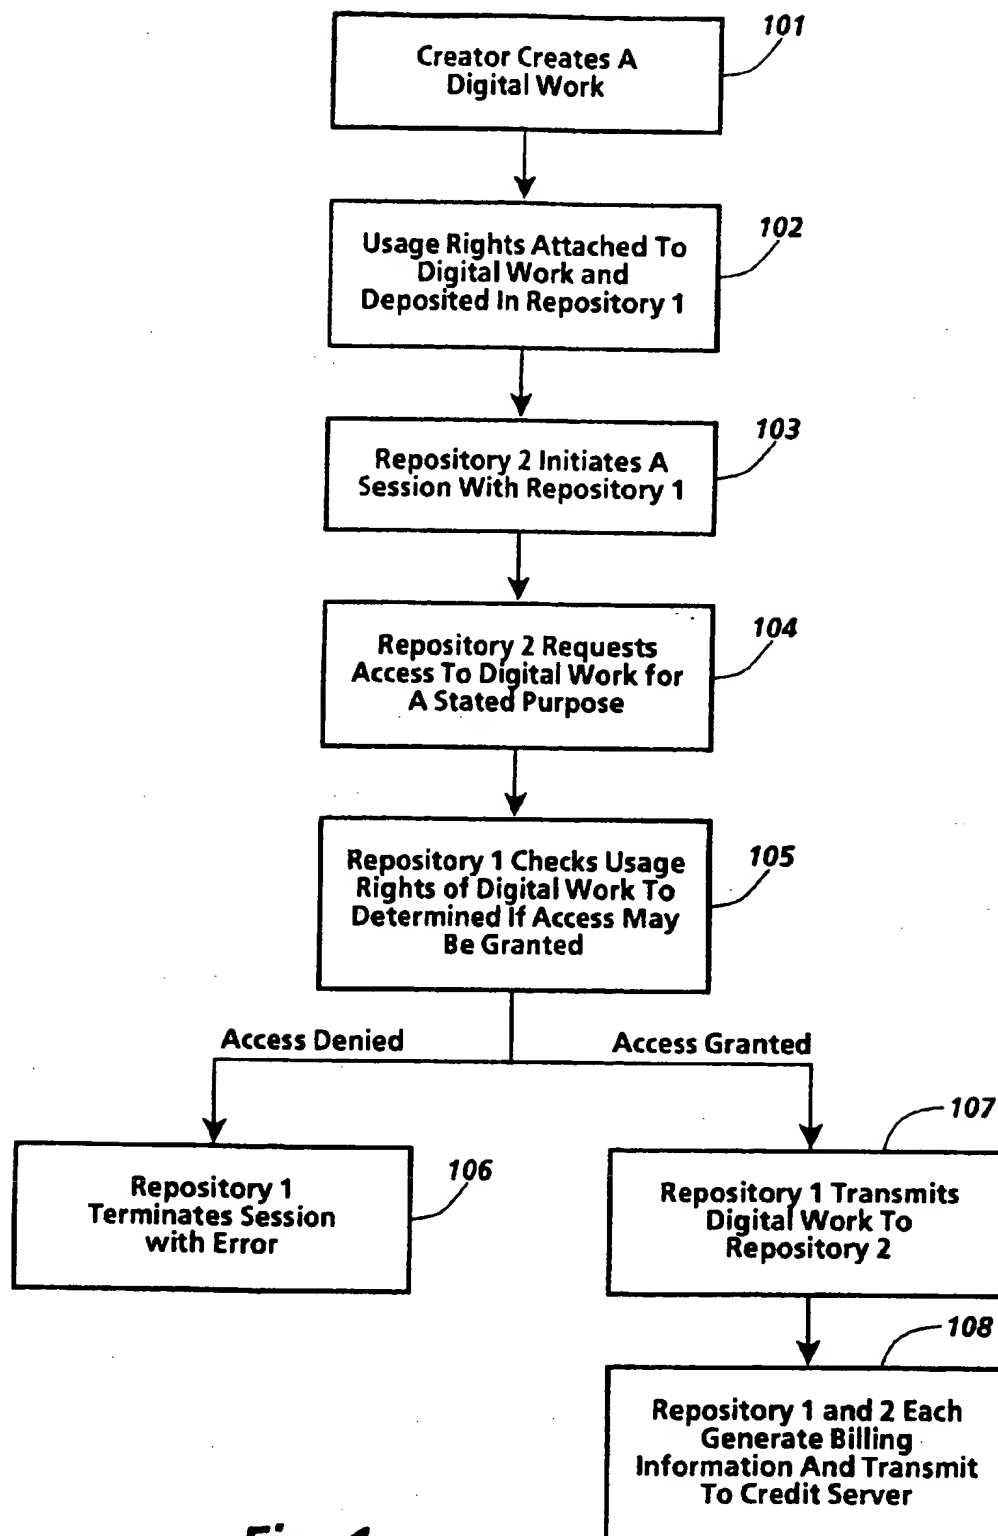 101
Creator Creates A
Digital Work
102
Usage Rights Attached To
Digital Work and
Deposited In Repository 1
103
Repository 2 Initiates A
Session With Repository 1
104
Repository 2 Requests
Access To Digital Work for
A Stated Purpose
105
Repository 1 Checks Usage
Rights of Digital Work To
Determined If Access May
Be Granted
Access Denied
Access Granted
106
Repository 1
Terminates Session
with Error
107
Repository 1 Transmits
Digital Work To
Repository 2
108
Repository 1 and 2 Each
Generate Billing
Information And Transmit
To Credit Server